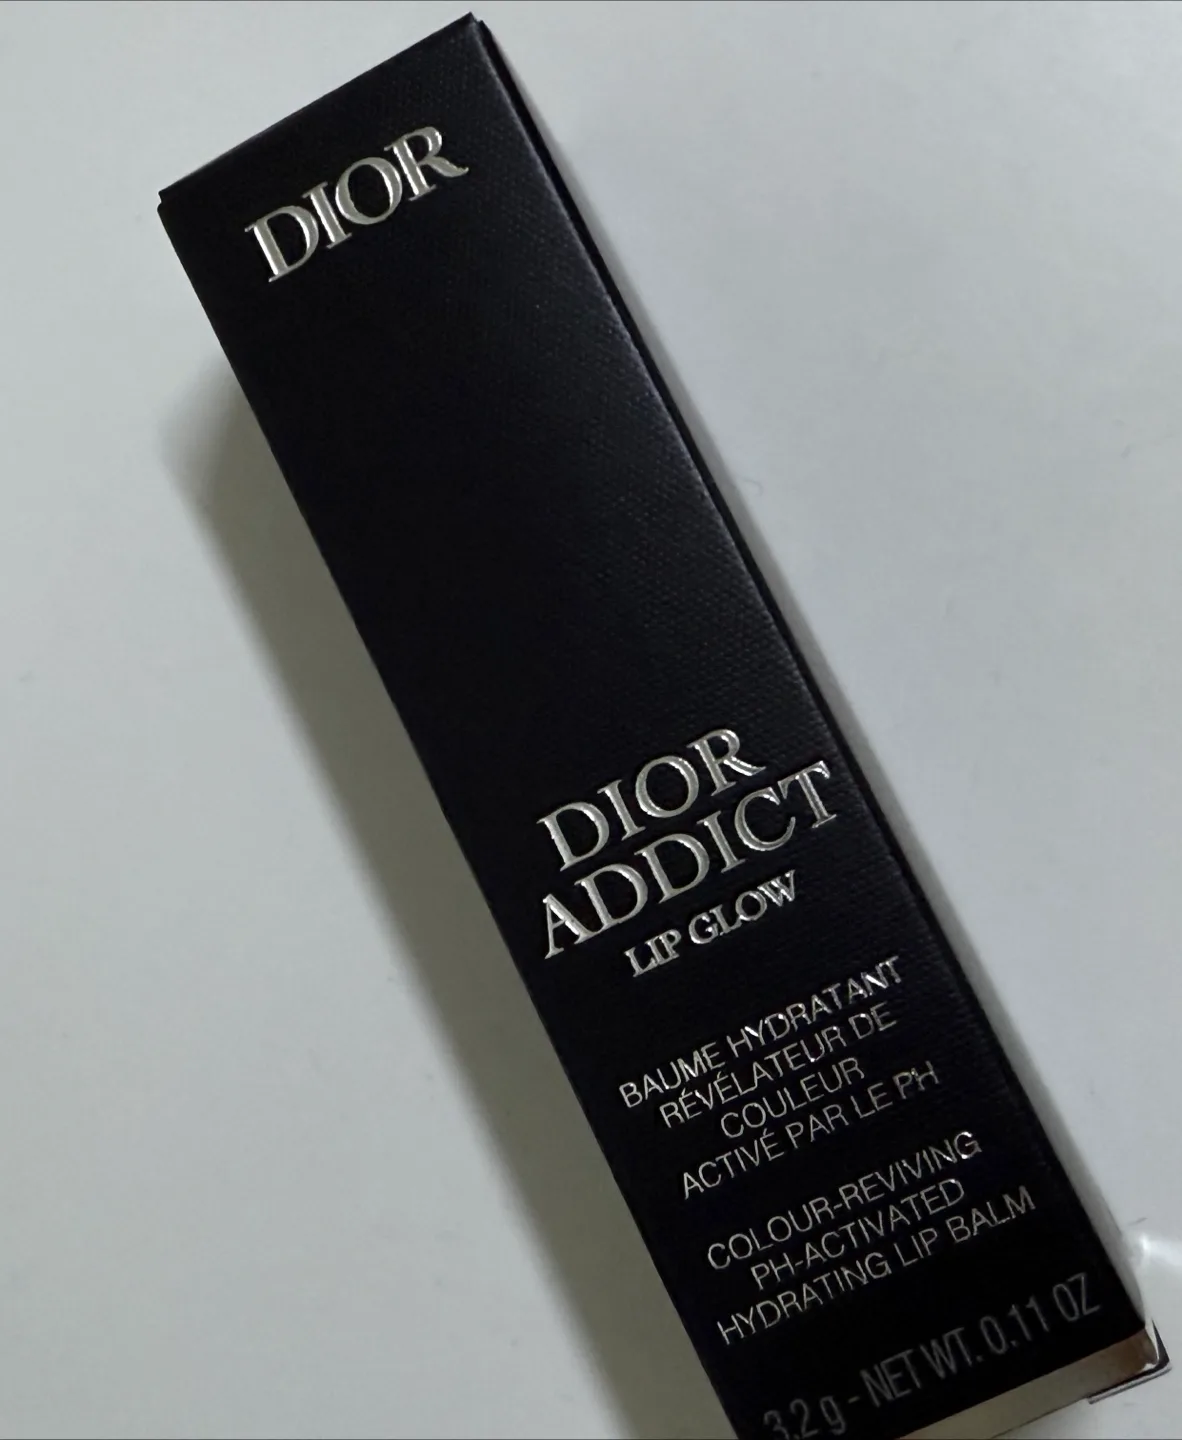 DIOR
DIOR
ADDICT
LIP GLOW
BAUME HYDRATANT
RÉVÉLATEUR DE
COULEUR
ACTIVÉ PAR LE PH
COLOUR-REVIVING
PH-ACTIVATED
HYDRATING LIP BALM
3.2 g - NET WT. 0.11 OZ